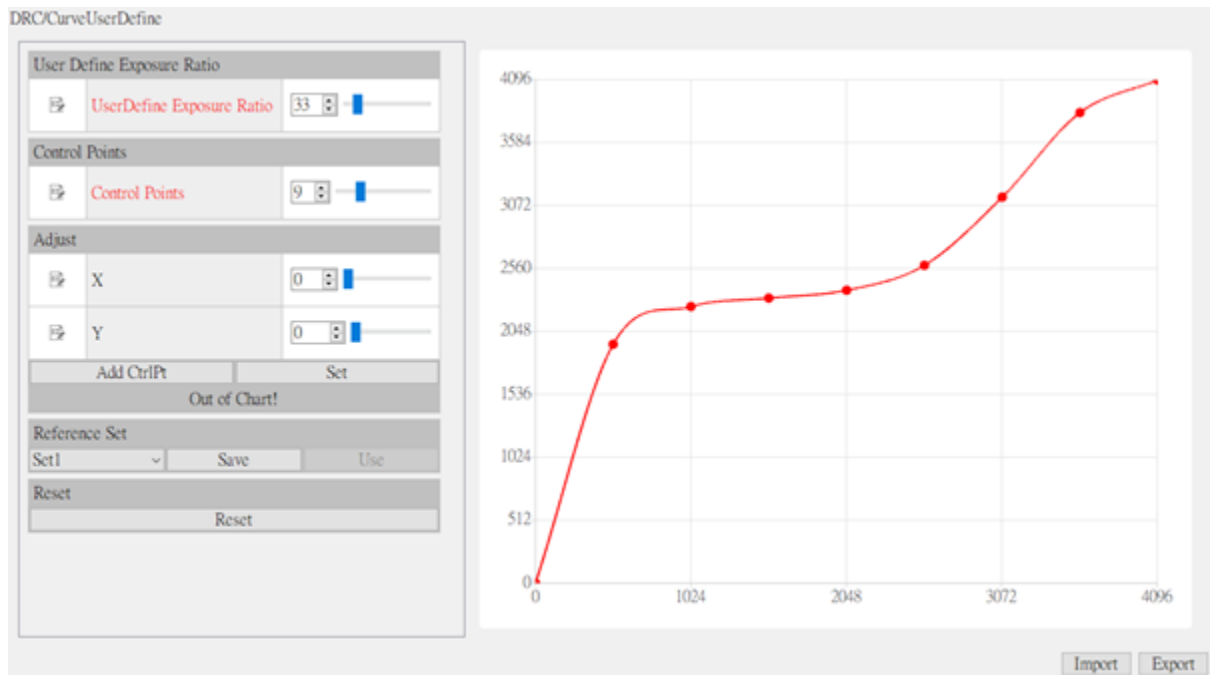 DRC/CurveUserDefine
User Define Exposure Ratio
UserDefine Exposure Ratio 33
Control Points
Control Points 9
Adjust
X 0
Y 0
Add CtrlPt Set
Out of Chart!
Reference Set
Set1 Save Use
Reset
Reset
4096
3584
3072
2560
2048
1536
1024
512
0
0 1024 2048 3072 4096
Import Export